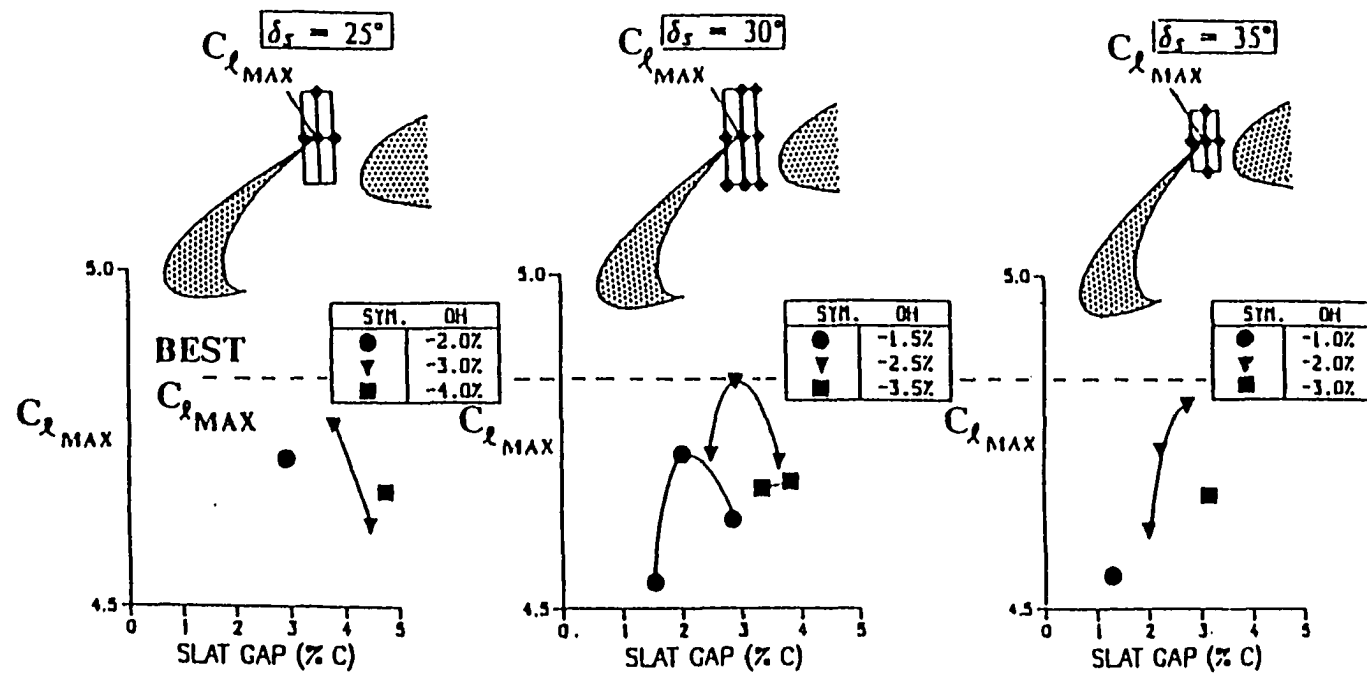 δs = 25°
Cℓ MAX
5.0
BEST
Cℓ MAX
SYM. OH
● -2.0%
▼ -3.0%
■ -4.0%
Cℓ MAX
4.5
0 1 2 3 4 5
SLAT GAP (% C)
δs = 30°
Cℓ MAX
5.0
SYM. OH
● -1.5%
▼ -2.5%
■ -3.5%
Cℓ MAX
4.5
0. 1 2 3 4 5
SLAT GAP (% C)
δs = 35°
Cℓ MAX
5.0
SYM. OH
● -1.0%
▼ -2.0%
■ -3.0%
Cℓ MAX
4.5
0 1 2 3 4 5
SLAT GAP (% C)